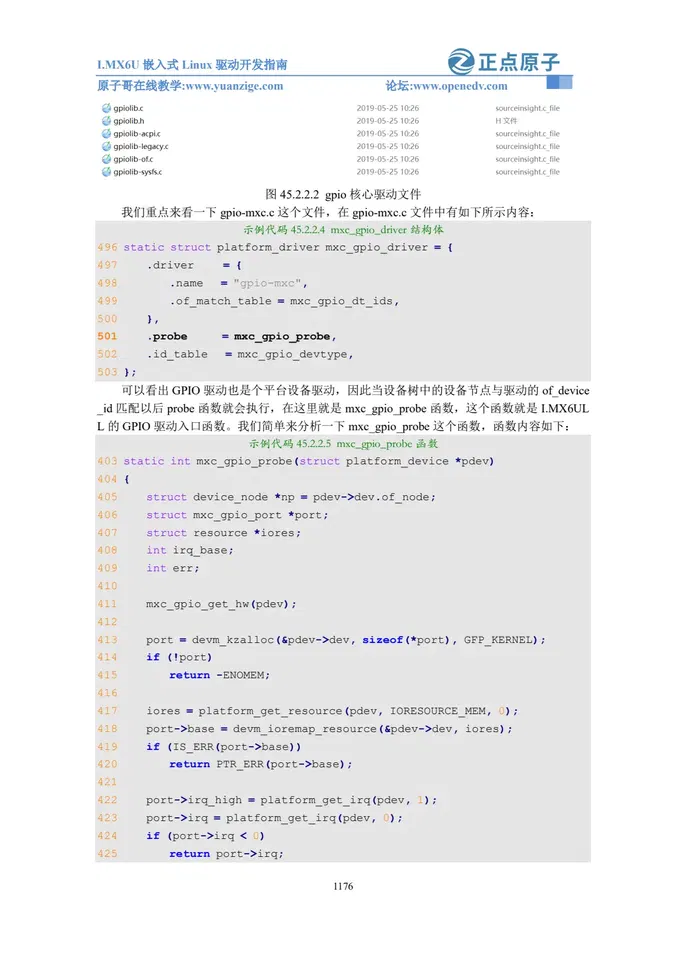 I.MX6U 嵌入式 Linux 驱动开发指南
正点原子
原子哥在线教学:www.yuanzige.com 论坛:www.openedv.com
gpiolib.c 2019-05-25 10:26 sourceinsight.c_file
gpiolib.h 2019-05-25 10:26 H 文件
gpiolib-acpi.c 2019-05-25 10:26 sourceinsight.c_file
gpiolib-legacy.c 2019-05-25 10:26 sourceinsight.c_file
gpiolib-of.c 2019-05-25 10:26 sourceinsight.c_file
gpiolib-sysfs.c 2019-05-25 10:26 sourceinsight.c_file
图 45.2.2.2 gpio 核心驱动文件
我们重点来看一下 gpio-mxc.c 这个文件，在 gpio-mxc.c 文件中有如下所示内容：
示例代码 45.2.2.4 mxc_gpio_driver 结构体
496 static struct platform_driver mxc_gpio_driver = {
497 .driver = {
498 .name = "gpio-mxc",
499 .of_match_table = mxc_gpio_dt_ids,
500 },
501 .probe = mxc_gpio_probe,
502 .id_table = mxc_gpio_devtype,
503 };
可以看出 GPIO 驱动也是个平台设备驱动，因此当设备树中的设备节点与驱动的 of_device
_id 匹配以后 probe 函数就会执行，在这里就是 mxc_gpio_probe 函数，这个函数就是 I.MX6UL
L 的 GPIO 驱动入口函数。我们简单来分析一下 mxc_gpio_probe 这个函数，函数内容如下：
示例代码 45.2.2.5 mxc_gpio_probe 函数
403 static int mxc_gpio_probe(struct platform_device *pdev)
404 {
405 struct device_node *np = pdev->dev.of_node;
406 struct mxc_gpio_port *port;
407 struct resource *iores;
408 int irq_base;
409 int err;
410
411 mxc_gpio_get_hw(pdev);
412
413 port = devm_kzalloc(&pdev->dev, sizeof(*port), GFP_KERNEL);
414 if (!port)
415 return -ENOMEM;
416
417 iores = platform_get_resource(pdev, IORESOURCE_MEM, 0);
418 port->base = devm_ioremap_resource(&pdev->dev, iores);
419 if (IS_ERR(port->base))
420 return PTR_ERR(port->base);
421
422 port->irq_high = platform_get_irq(pdev, 1);
423 port->irq = platform_get_irq(pdev, 0);
424 if (port->irq < 0)
425 return port->irq;
1176